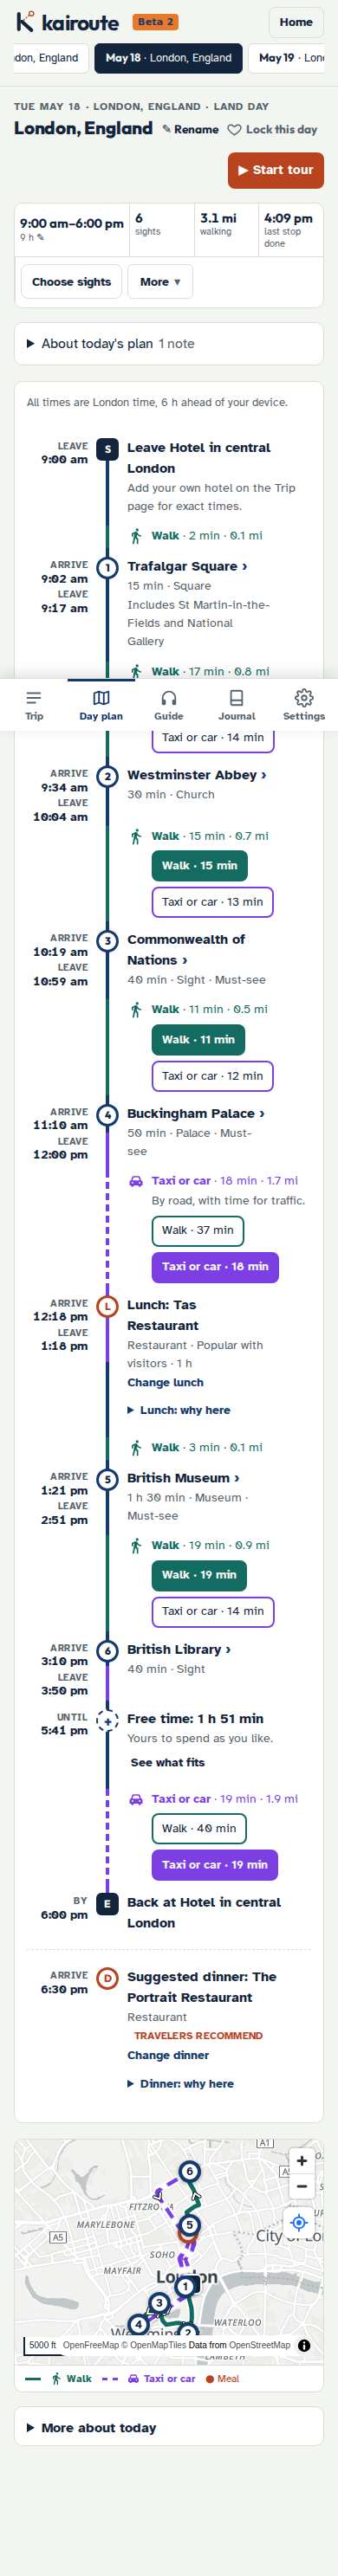 kairoute
Beta 2
Home
don, England
May 18 · London, England
May 19 · Lon
TUE MAY 18 · LONDON, ENGLAND · LAND DAY
London, England
✎ Rename
Lock this day
▶ Start tour
9:00 am–6:00 pm
9 h ✎
6
sights
3.1 mi
walking
4:09 pm
last stop
done
Choose sights
More ▾
▶ About today's plan 1 note
All times are London time, 6 h ahead of your device.
LEAVE
9:00 am
S
Leave Hotel in central
London
Add your own hotel on the Trip
page for exact times.
Walk · 2 min · 0.1 mi
ARRIVE
9:02 am
LEAVE
9:17 am
1
Trafalgar Square ›
15 min · Square
Includes St Martin-in-the-
Fields and National
Gallery
Walk · 17 min · 0.8 mi
Trip
Day plan
Guide
Journal
Settings
Taxi or car · 14 min
ARRIVE
9:34 am
LEAVE
10:04 am
2
Westminster Abbey ›
30 min · Church
Walk · 15 min · 0.7 mi
Walk · 15 min
Taxi or car · 13 min
ARRIVE
10:19 am
LEAVE
10:59 am
3
Commonwealth of
Nations ›
40 min · Sight · Must-see
Walk · 11 min · 0.5 mi
Walk · 11 min
Taxi or car · 12 min
ARRIVE
11:10 am
LEAVE
12:00 pm
4
Buckingham Palace ›
50 min · Palace · Must-
see
Taxi or car · 18 min · 1.7 mi
By road, with time for traffic.
Walk · 37 min
Taxi or car · 18 min
ARRIVE
12:18 pm
LEAVE
1:18 pm
L
Lunch: Tas
Restaurant
Restaurant · Popular with
visitors · 1 h
Change lunch
▶ Lunch: why here
Walk · 3 min · 0.1 mi
ARRIVE
1:21 pm
LEAVE
2:51 pm
5
British Museum ›
1 h 30 min · Museum ·
Must-see
Walk · 19 min · 0.9 mi
Walk · 19 min
Taxi or car · 14 min
ARRIVE
3:10 pm
LEAVE
3:50 pm
6
British Library ›
40 min · Sight
UNTIL
5:41 pm
+
Free time: 1 h 51 min
Yours to spend as you like.
See what fits
Taxi or car · 19 min · 1.9 mi
Walk · 40 min
Taxi or car · 19 min
BY
6:00 pm
E
Back at Hotel in central
London
ARRIVE
6:30 pm
D
Suggested dinner: The
Portrait Restaurant
Restaurant
TRAVELERS RECOMMEND
Change dinner
▶ Dinner: why here
A1
+
−
6
FITZRO
A
A5
MARYLEBONE
5
City o
Lor
SOHO
MAYFAIR
London
1
3
4
2
WATERLOO
LAMBETH
5000 ft
OpenFreeMap © OpenMapTiles Data from OpenStreetMap
Walk
Taxi or car
Meal
▶ More about today